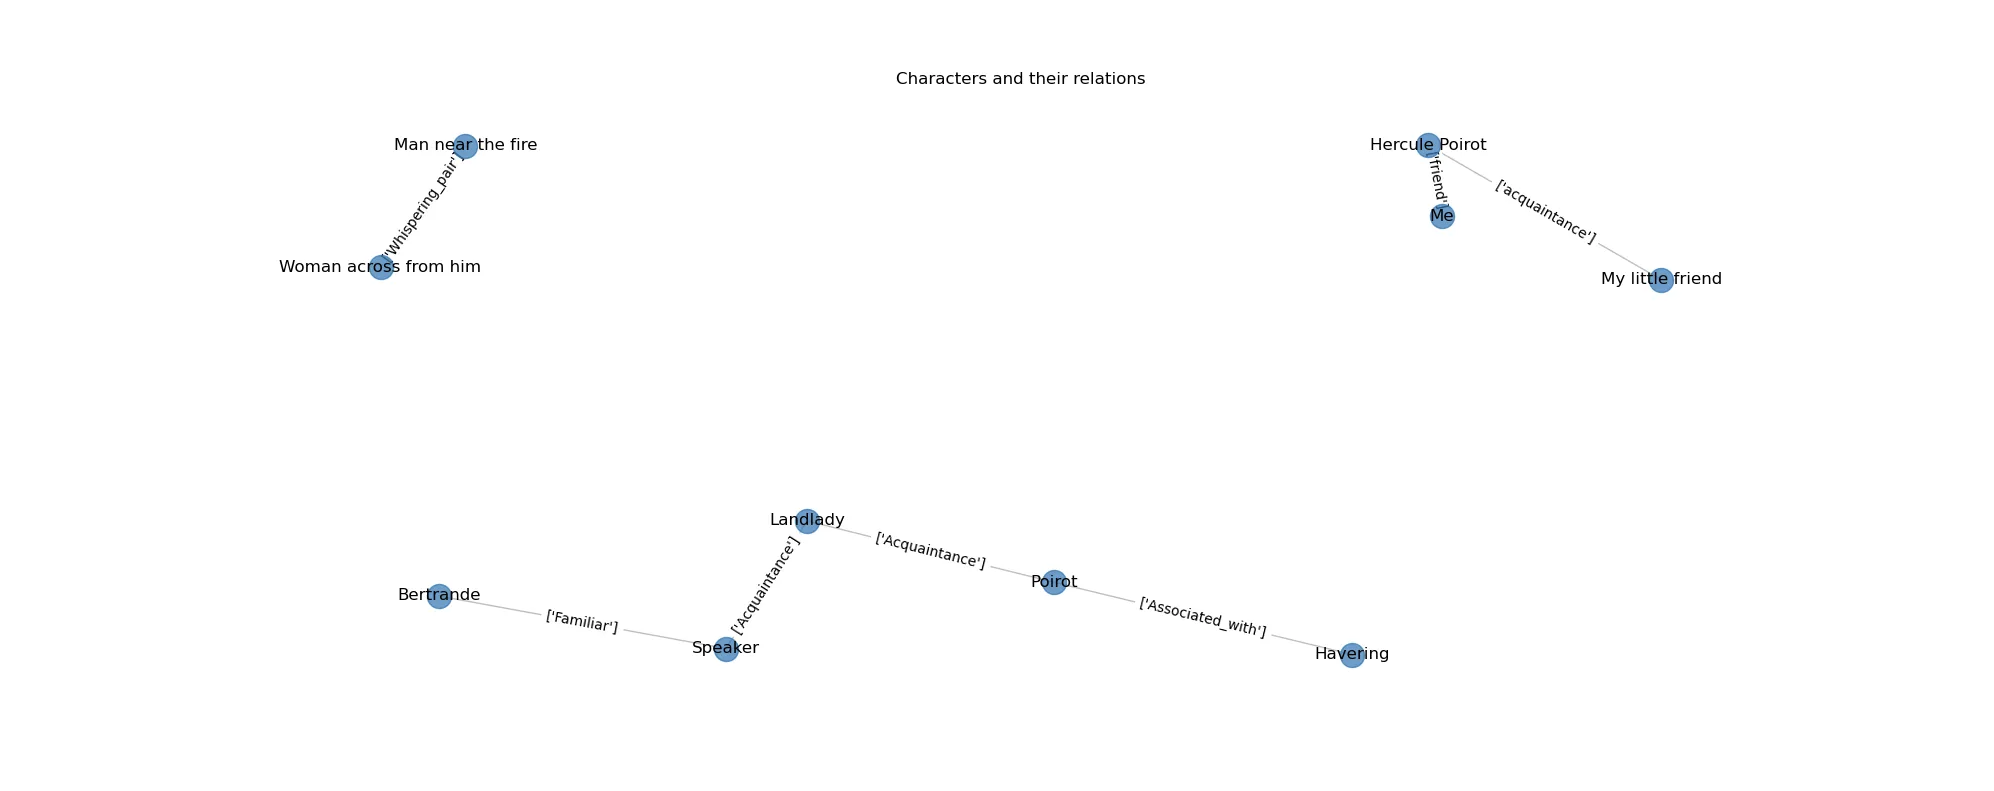 Characters and their relations
Man near the fire
['Whispering_pair']
Woman across from him
Hercule Poirot
['friend']
Me
['acquaintance']
My little friend
Landlady
['Acquaintance']
['Acquaintance']
Poirot
['Associated_with']
Havering
Bertrande
['Familiar']
Speaker